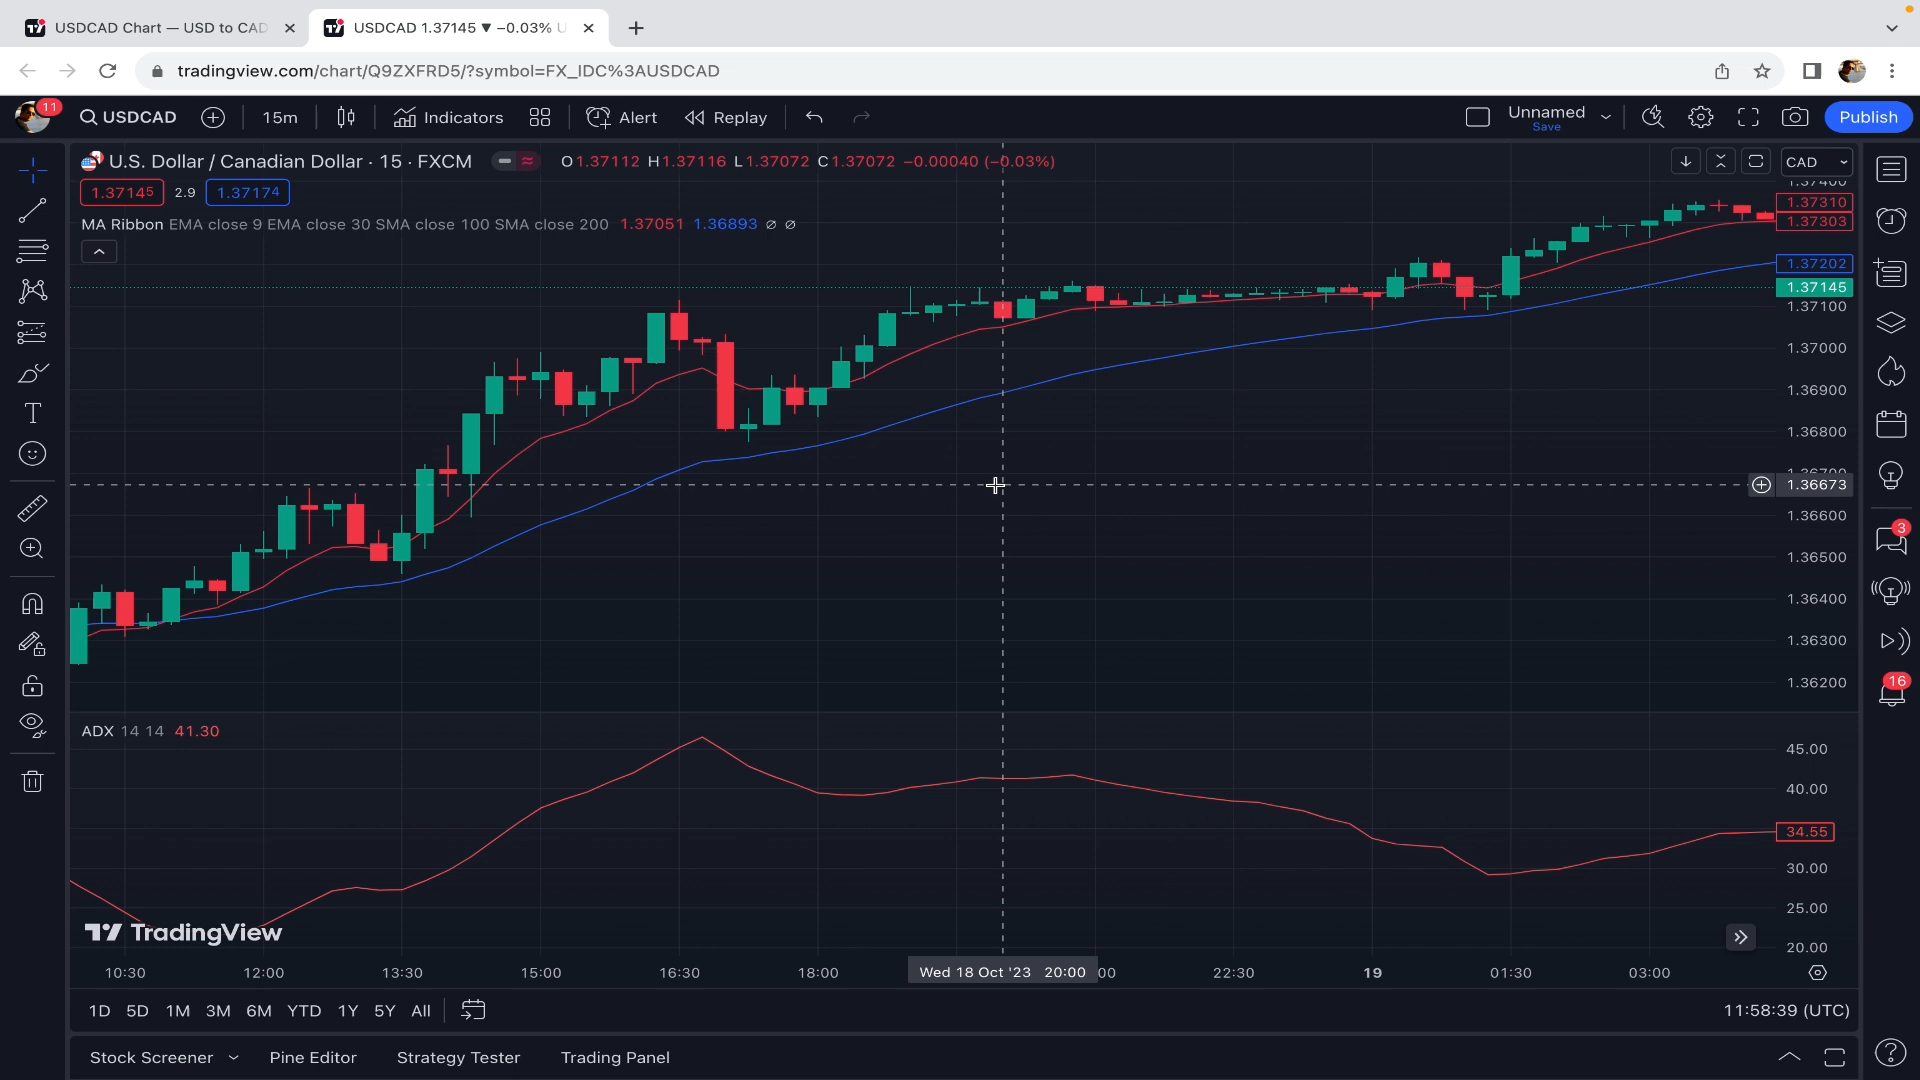 USDCAD Chart — USD to CAD
USDCAD 1.37145 ▼ −0.03% U
tradingview.com/chart/Q9ZXFRD5/?symbol=FX_IDC%3AUSDCAD
11
USDCAD
15m
Indicators
Alert
Replay
Unnamed
Save
Publish
U.S. Dollar / Canadian Dollar · 15 · FXCM
O1.37112 H1.37116 L1.37072 C1.37072 −0.00040 (−0.03%)
CAD
1.37145
2.9
1.37174
MA Ribbon EMA close 9 EMA close 30 SMA close 100 SMA close 200 1.37051 1.36893 ∅ ∅
1.37400
1.37310
1.37303
1.37202
1.37145
1.37100
1.37000
1.36900
1.36800
1.36700
1.36673
1.36600
1.36500
1.36400
1.36300
1.36200
3
16
ADX 14 14 41.30
45.00
40.00
34.55
30.00
25.00
20.00
TradingView
10:30 12:00 13:30 15:00 16:30 18:00 Wed 18 Oct '23 20:00 :00 22:30 19 01:30 03:00
1D 5D 1M 3M 6M YTD 1Y 5Y All
11:58:39 (UTC)
Stock Screener Pine Editor Strategy Tester Trading Panel